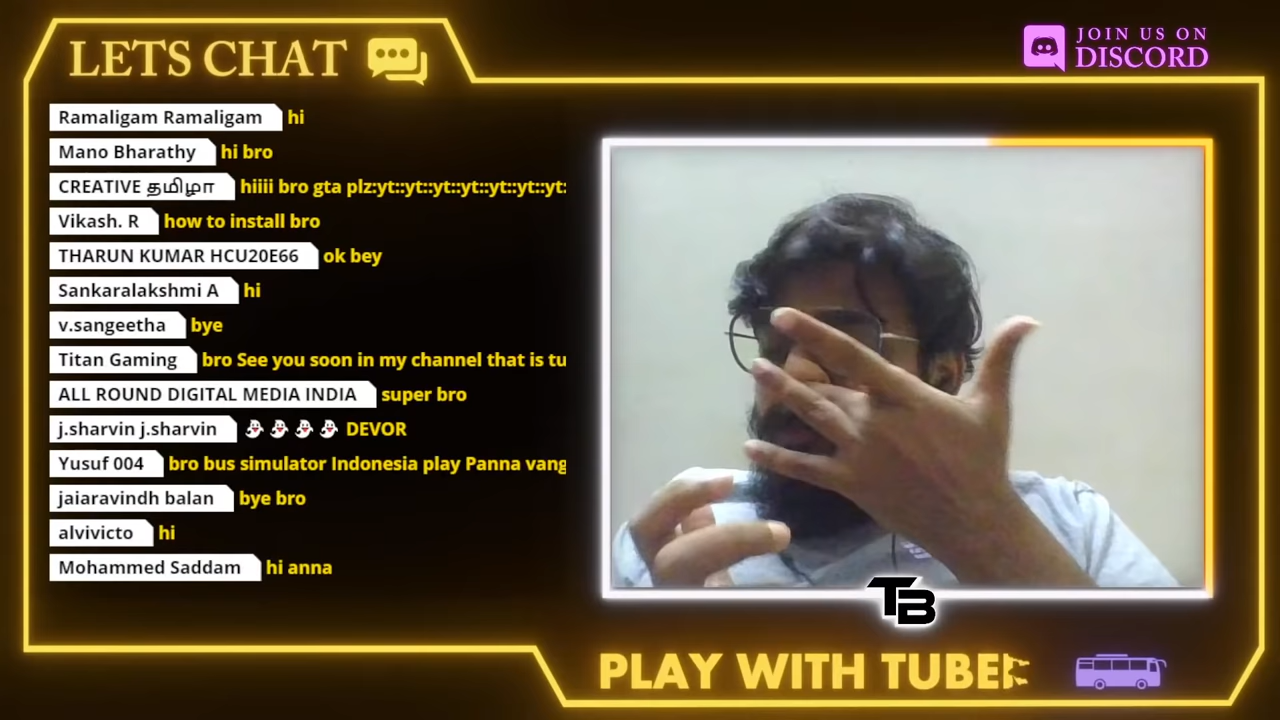 LETS CHAT
JOIN US ON
DISCORD
Ramaligam Ramaligam hi
Mano Bharathy hi bro
CREATIVE தமிழா hiiii bro gta plz:yt::yt::yt::yt::yt::yt::yt:
Vikash. R how to install bro
THARUN KUMAR HCU20E66 ok bey
Sankaralakshmi A hi
v.sangeetha bye
Titan Gaming bro See you soon in my channel that is tu
ALL ROUND DIGITAL MEDIA INDIA super bro
j.sharvin j.sharvin 👻 👻 👻 👻 DEVOR
Yusuf 004 bro bus simulator Indonesia play Panna vang
jaiaravindh balan bye bro
alvivicto hi
Mohammed Saddam hi anna
TB
PLAY WITH TUBE